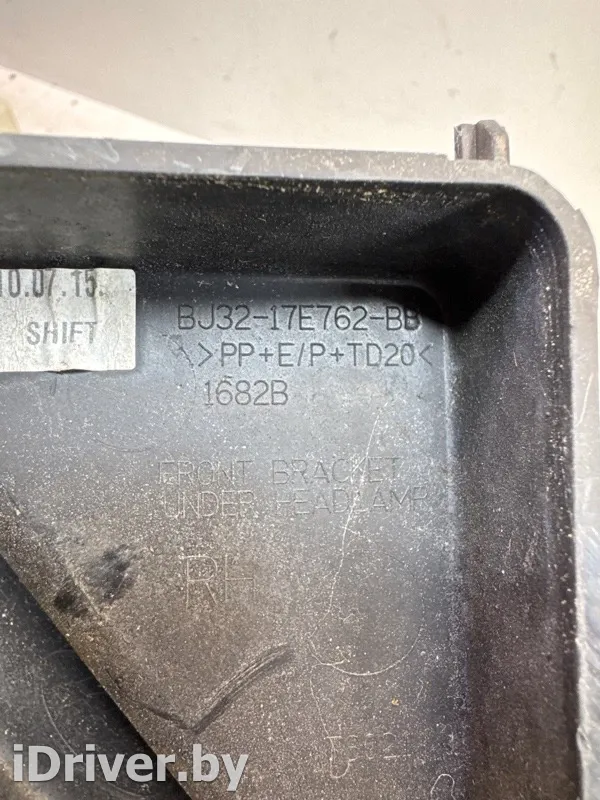 10.07.15.
SHIFT
BJ32-17E762-BB
>PP+E/P+TD20<
1682B
FRONT BRACKET
UNDER HEADLAMP
RH
iDriver.by